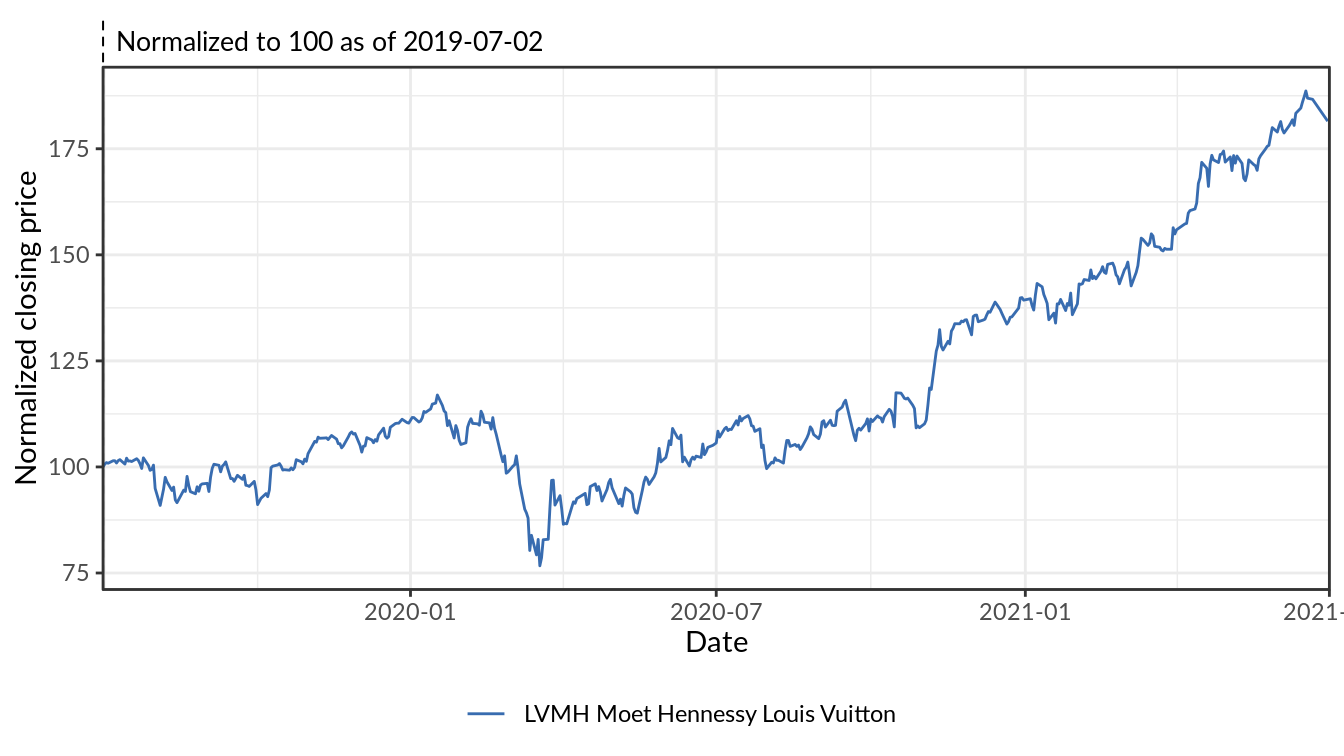 Normalized to 100 as of 2019-07-02
Normalized closing price
175
150
125
100
75
2020-01
2020-07
2021-01
2021-
Date
LVMH Moet Hennessy Louis Vuitton